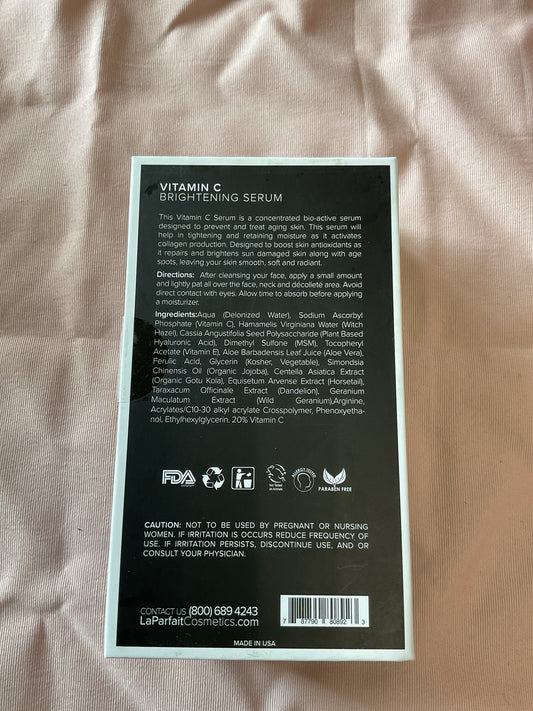 VITAMIN C
BRIGHTENING SERUM
This Vitamin C Serum is a concentrated bio-active serum
designed to prevent and treat aging skin. This serum will
help in tightening and retaining moisture as it activates
collagen production. Designed to boost skin antioxidants as
it repairs and brightens sun damaged skin along with age
spots, leaving your skin smooth, soft and radiant.
Directions: After cleansing your face, apply a small amount
and lightly pat all over the face, neck and décolleté area. Avoid
direct contact with eyes. Allow time to absorb before applying
a moisturizer.
Ingredients:Aqua (Deionized Water), Sodium Ascorbyl
Phosphate (Vitamin C), Hamamelis Virginiana Water (Witch
Hazel), Cassia Angustifolia Seed Polysaccharide (Plant Based
Hyaluronic Acid), Dimethyl Sulfone (MSM), Tocopheryl
Acetate (Vitamin E), Aloe Barbadensis Leaf Juice (Aloe Vera),
Ferulic Acid, Glycerin (Kosher, Vegetable), Simondsia
Chinensis Oil (Organic Jojoba), Centella Asiatica Extract
(Organic Gotu Kola), Equisetum Arvense Extract (Horsetail),
Taraxacum Officinale Extract (Dandelion), Geranium
Maculatum Extract (Wild Geranium),Arginine,
Acrylates/C10-30 alkyl acrylate Crosspolymer, Phenoxyetha-
nol, Ethylhexylglycerin. 20% Vitamin C
FDA
Not Tested
on Animals
ALLERGY TESTED
PARABEN FREE
CAUTION: NOT TO BE USED BY PREGNANT OR NURSING
WOMEN. IF IRRITATION IS OCCURS REDUCE FREQUENCY OF
USE. IF IRRITATION PERSISTS, DISCONTINUE USE, AND OR
CONSULT YOUR PHYSICIAN.
CONTACT US (800) 689 4243
LaParfaitCosmetics.com
7 87790 80892 3
MADE IN USA